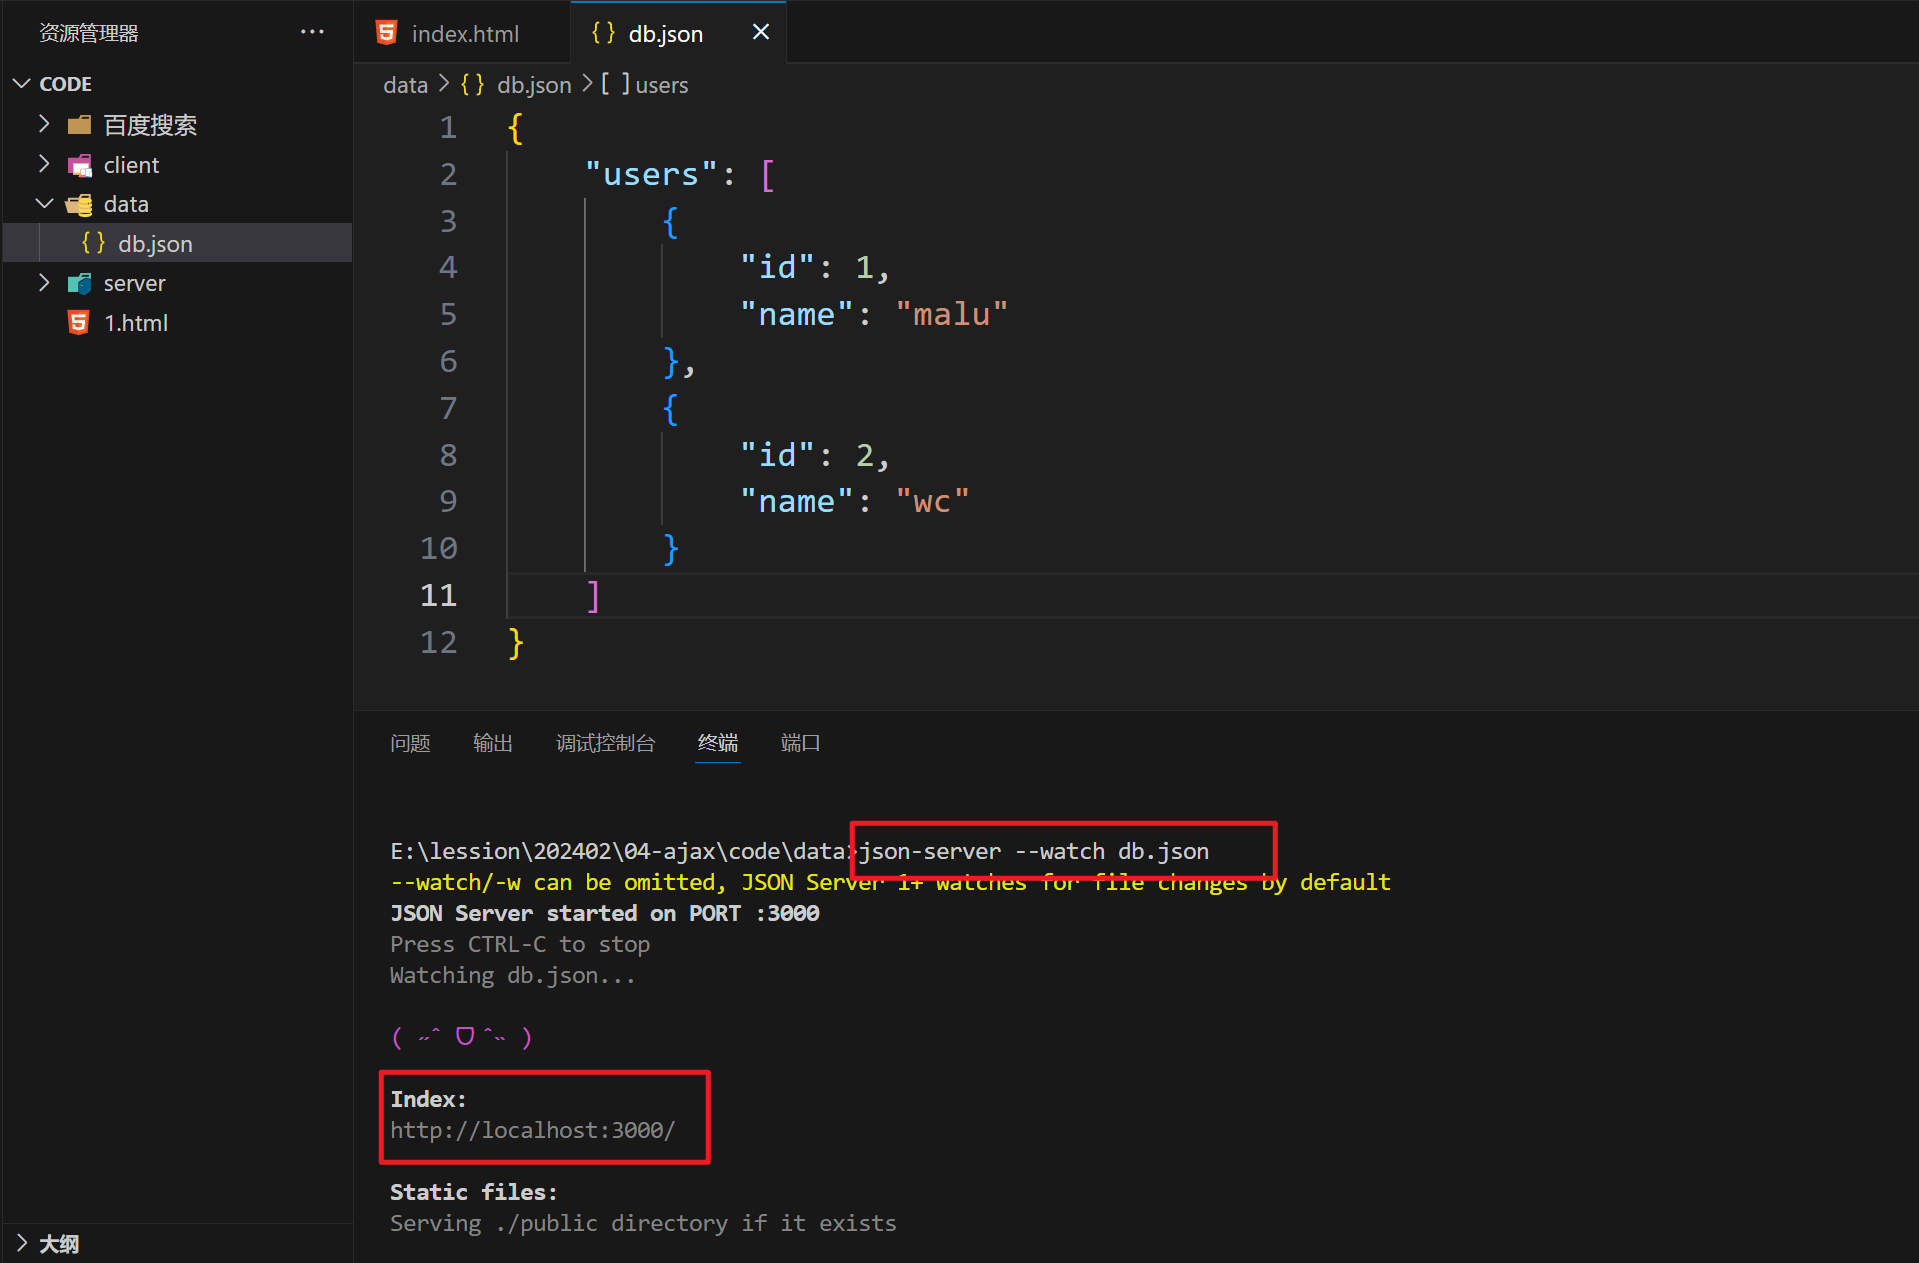 资源管理器 ···
CODE
百度搜索
client
data
db.json
server
1.html
大纲
index.html
{} db.json ×
data > {} db.json > [ ] users
1 {
2 "users": [
3 {
4 "id": 1,
5 "name": "malu"
6 },
7 {
8 "id": 2,
9 "name": "wc"
10 }
11 ]
12 }
问题 输出 调试控制台 终端 端口
E:\lession\202402\04-ajax\code\data>json-server --watch db.json
--watch/-w can be omitted, JSON Server 1+ watches for file changes by default
JSON Server started on PORT :3000
Press CTRL-C to stop
Watching db.json...
( ˶ˆ ᗜ ˆ˵ )
Index:
http://localhost:3000/
Static files:
Serving ./public directory if it exists